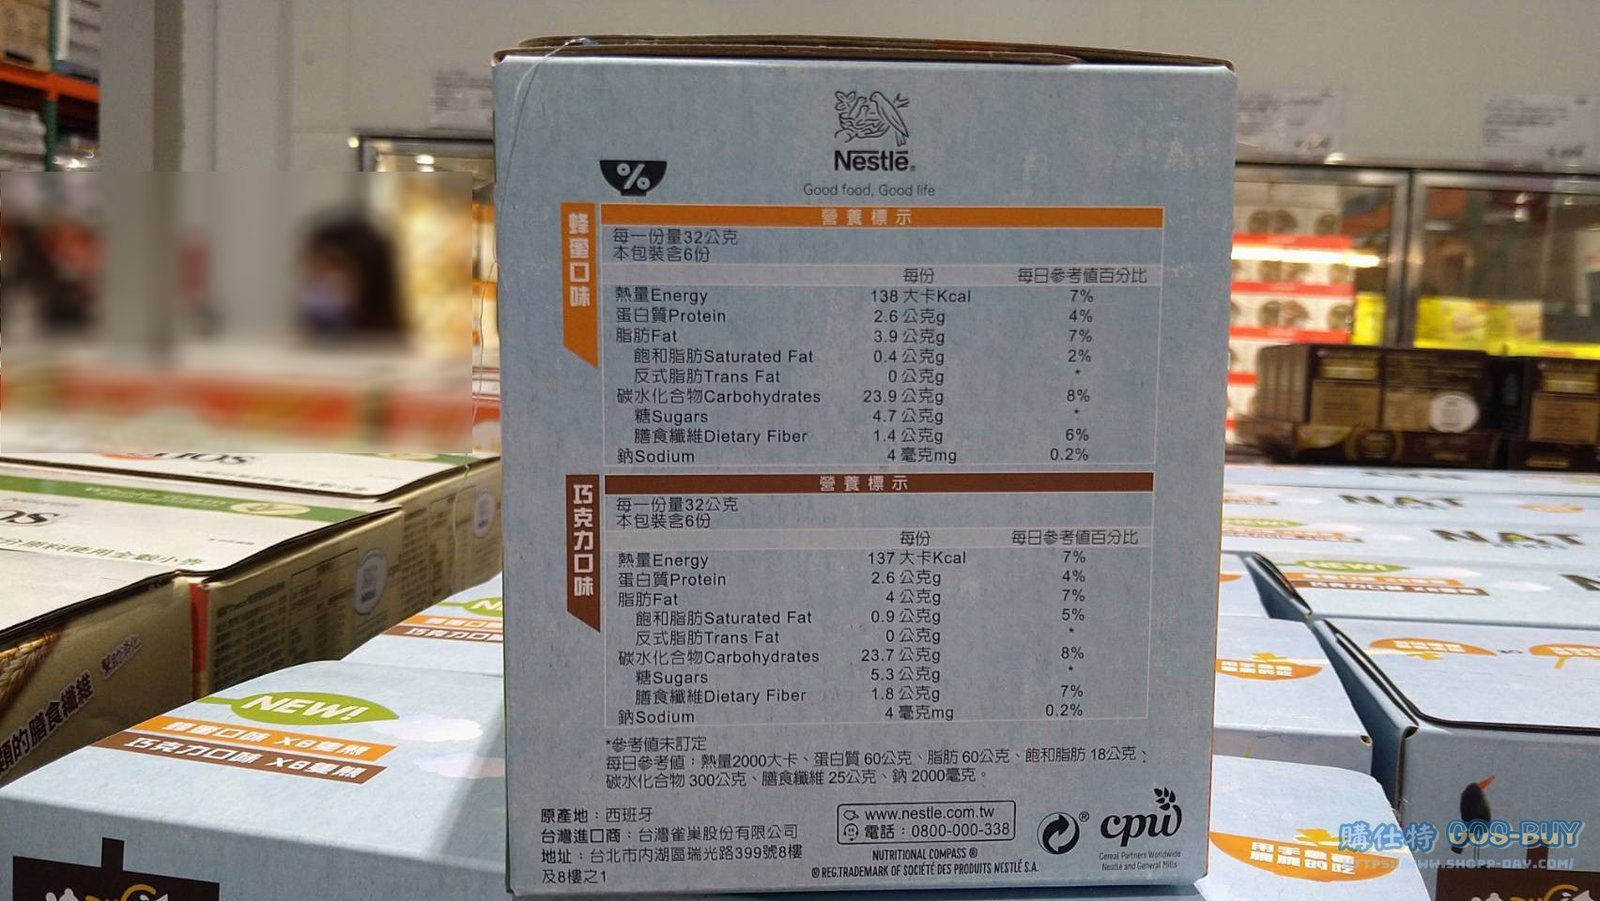 Nestlé®
Good food, Good life
%
蜂蜜口味
營養標示
每一份量32公克
本包裝含6份
每份 每日參考值百分比
熱量Energy 138 大卡Kcal 7%
蛋白質Protein 2.6 公克g 4%
脂肪Fat 3.9 公克g 7%
飽和脂肪Saturated Fat 0.4 公克g 2%
反式脂肪Trans Fat 0 公克g *
碳水化合物Carbohydrates 23.9 公克g 8%
糖Sugars 4.7 公克g *
膳食纖維Dietary Fiber 1.4 公克g 6%
鈉Sodium 4 毫克mg 0.2%
巧克力口味
營養標示
每一份量32公克
本包裝含6份
每份 每日參考值百分比
熱量Energy 137 大卡Kcal 7%
蛋白質Protein 2.6 公克g 4%
脂肪Fat 4 公克g 7%
飽和脂肪Saturated Fat 0.9 公克g 5%
反式脂肪Trans Fat 0 公克g *
碳水化合物Carbohydrates 23.7 公克g 8%
糖Sugars 5.3 公克g *
膳食纖維Dietary Fiber 1.8 公克g 7%
鈉Sodium 4 毫克mg 0.2%
*參考值未訂定
每日參考值：熱量2000大卡、蛋白質 60公克、脂肪 60公克、飽和脂肪 18公克、
碳水化合物 300公克、膳食纖維 25公克、鈉 2000毫克。
原產地：西班牙
台灣進口商：台灣雀巢股份有限公司
地址：台北市內湖區瑞光路399號8樓
及8樓之1
www.nestle.com.tw
電話：0800-000-338
NUTRITIONAL COMPASS ®
® REG.TRADEMARK OF SOCIÉTÉ DES PRODUITS NESTLÉ S.A.
®
cpw
Cereal Partners Worldwide
Nestlé and General Mills
NEW!
蜂蜜口味 X8
巧克力口味 X8
的膳食纖維
NAT
NAT
NEW!
購仕特 GOS-BUY
HTTPS://WWW.SHOPP-DAY.COM/